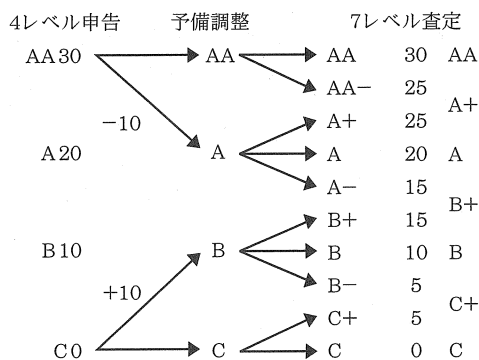 4レベル申告 予備調整 7レベル査定
AA30 AA AA 30 AA
AA− 25
A+
−10 A+ 25
A20 A A 20 A
A− 15
B+
B+ 15
B10 B B 10 B
B− 5
+10 C+
C+ 5
C0 C C 0 C